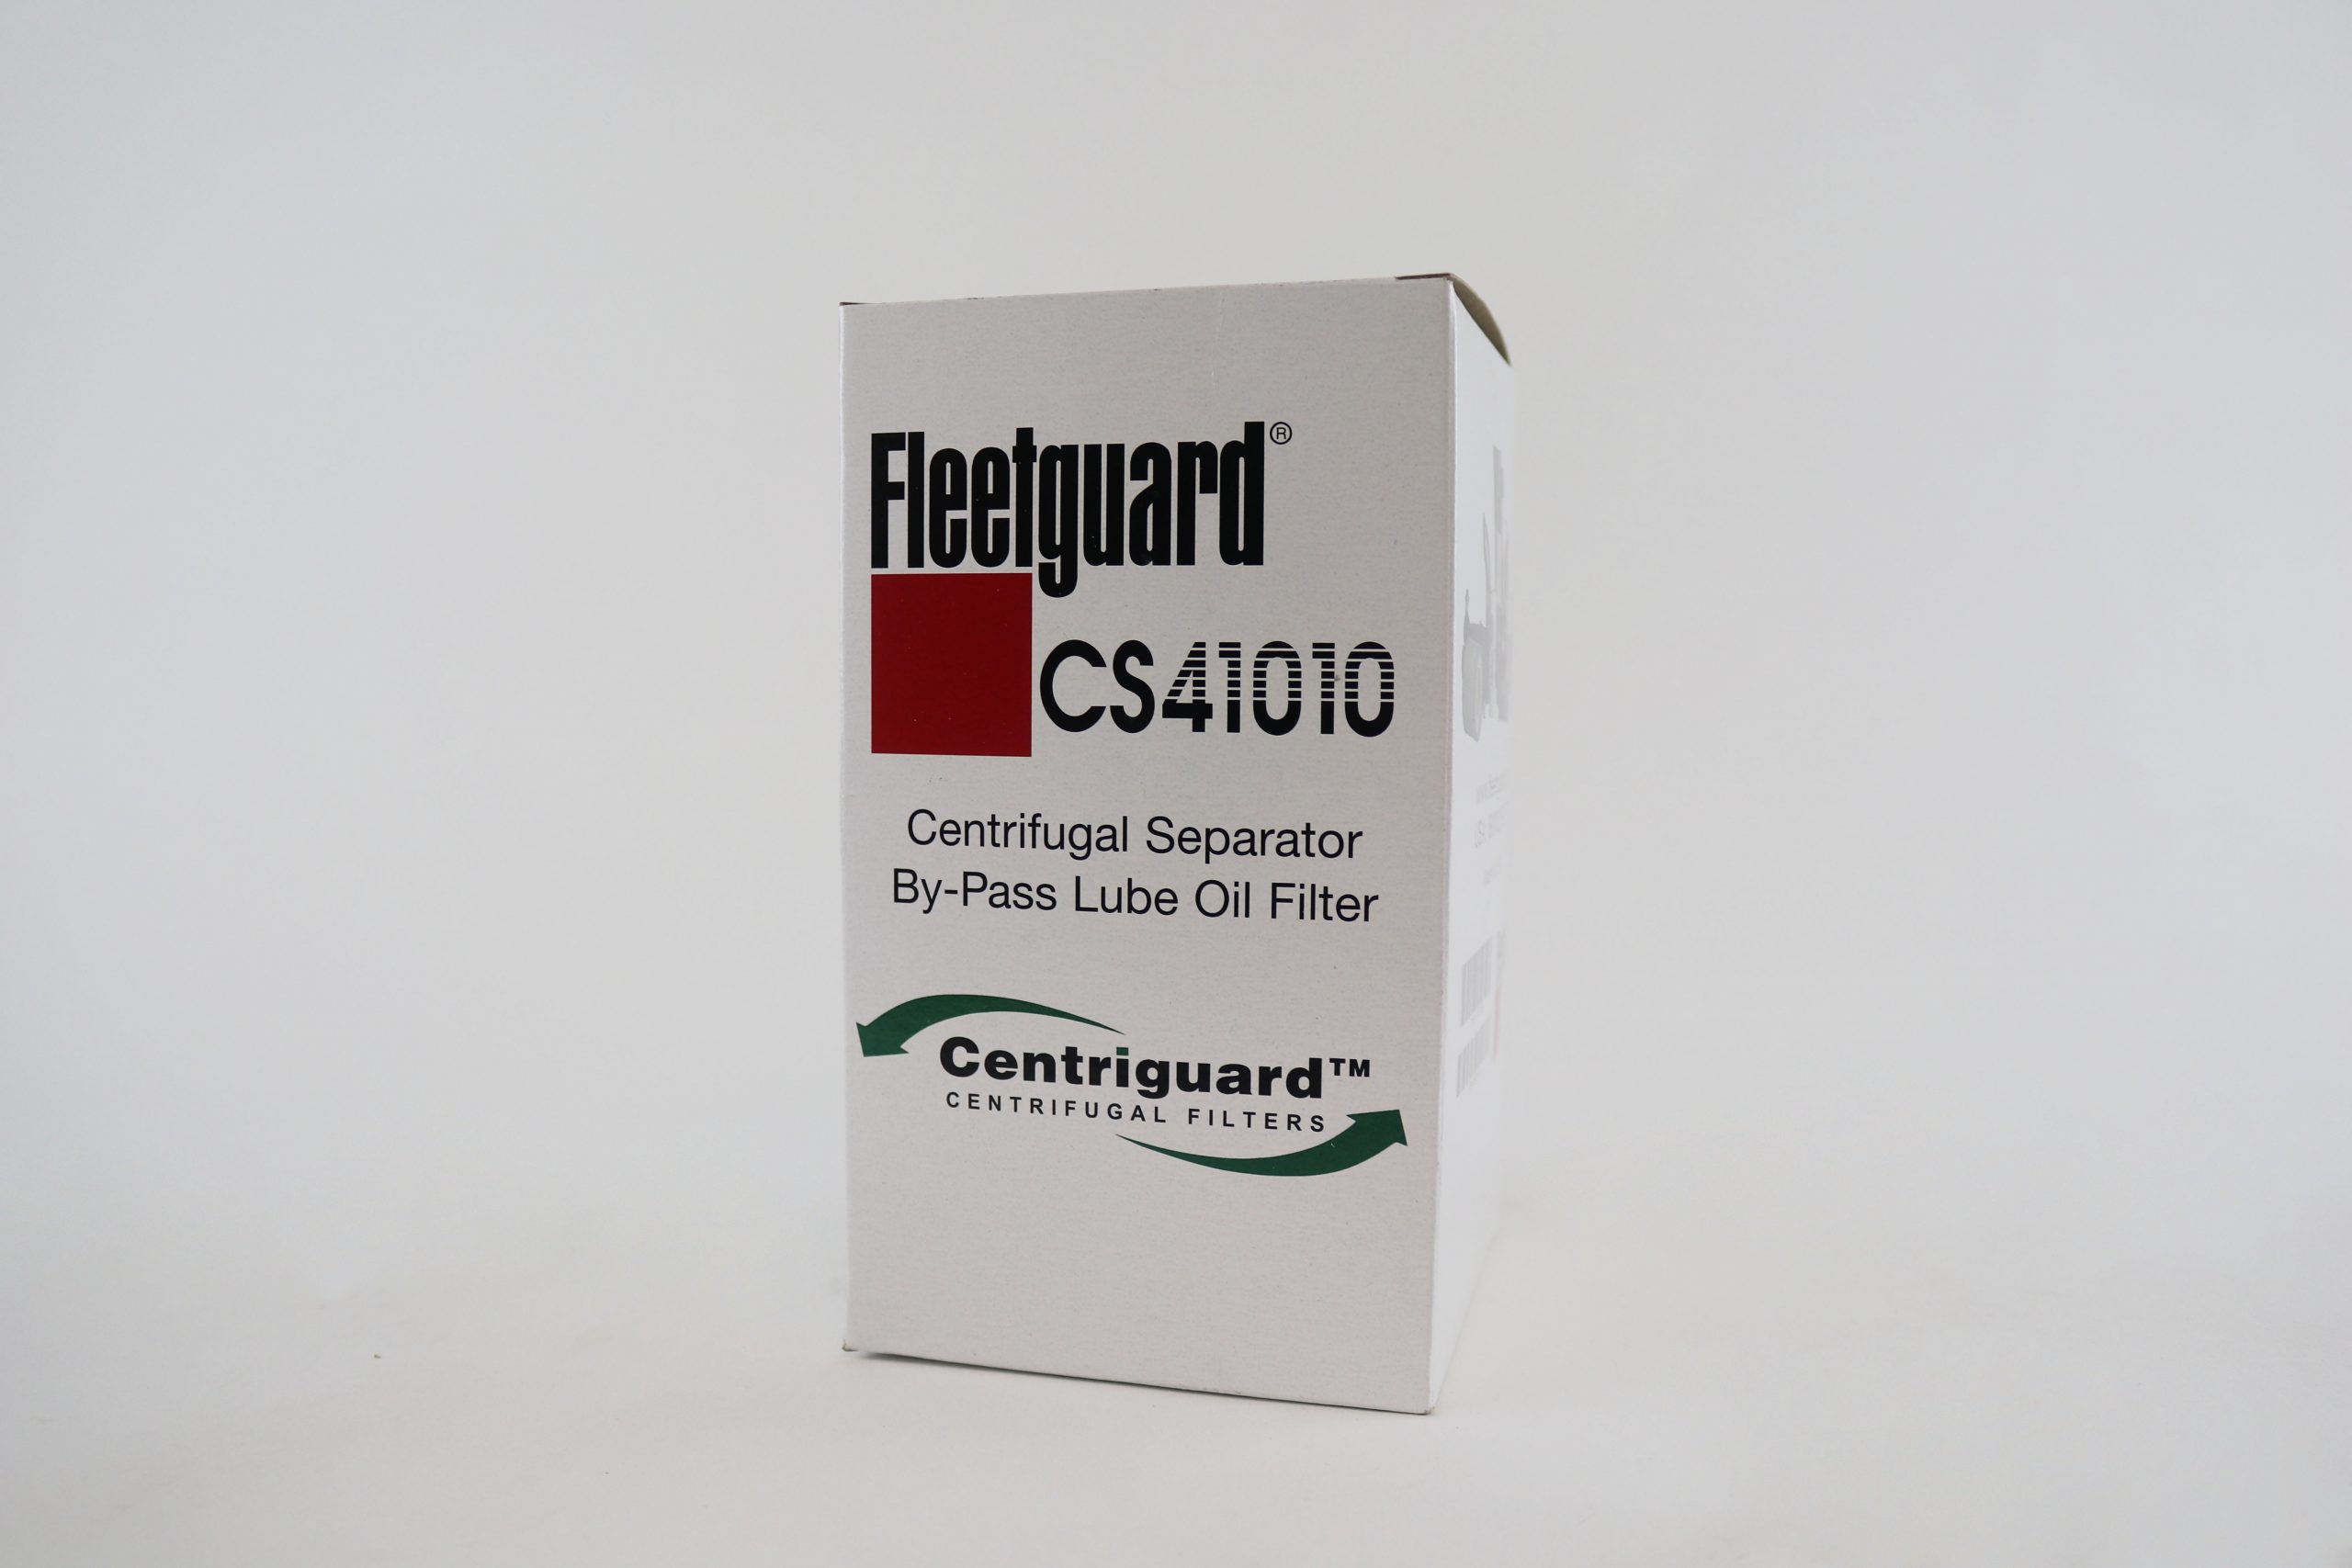 Fleetguard®
CS41010
Centrifugal Separator
By-Pass Lube Oil Filter
Centriguard™
CENTRIFUGAL FILTERS